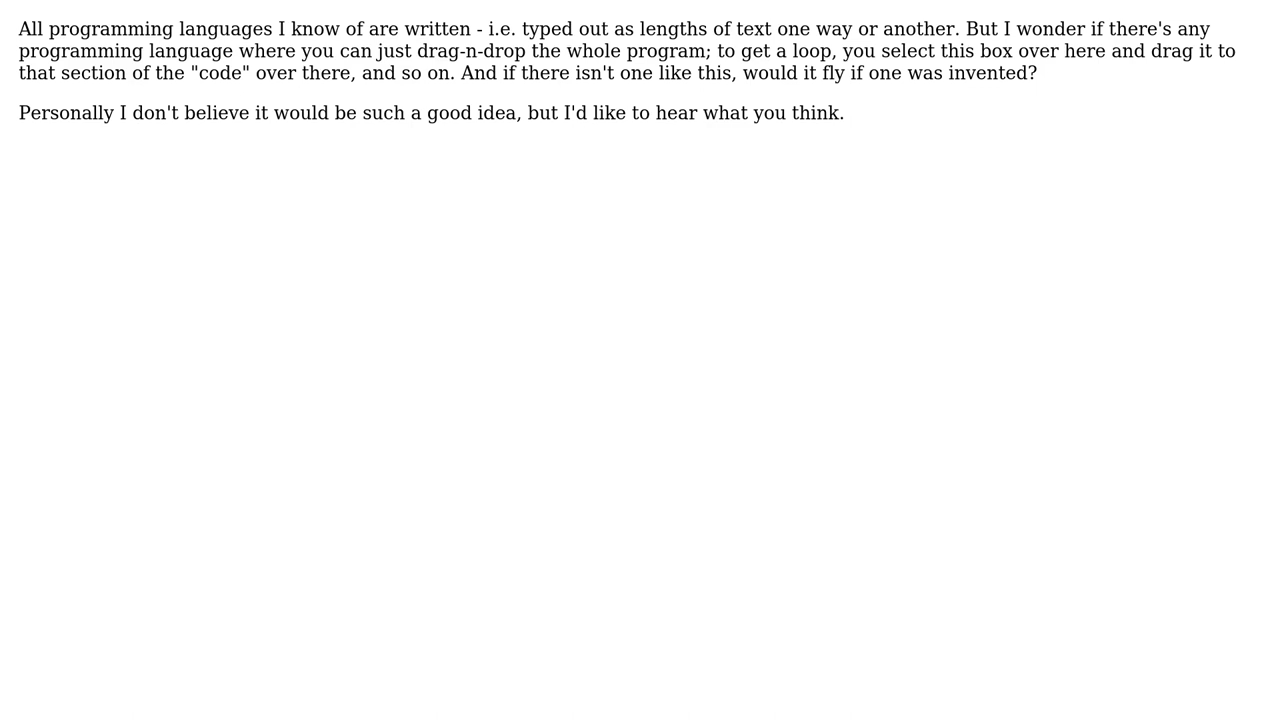 All programming languages I know of are written - i.e. typed out as lengths of text one way or another. But I wonder if there's any
programming language where you can just drag-n-drop the whole program; to get a loop, you select this box over here and drag it to
that section of the "code" over there, and so on. And if there isn't one like this, would it fly if one was invented?
Personally I don't believe it would be such a good idea, but I'd like to hear what you think.